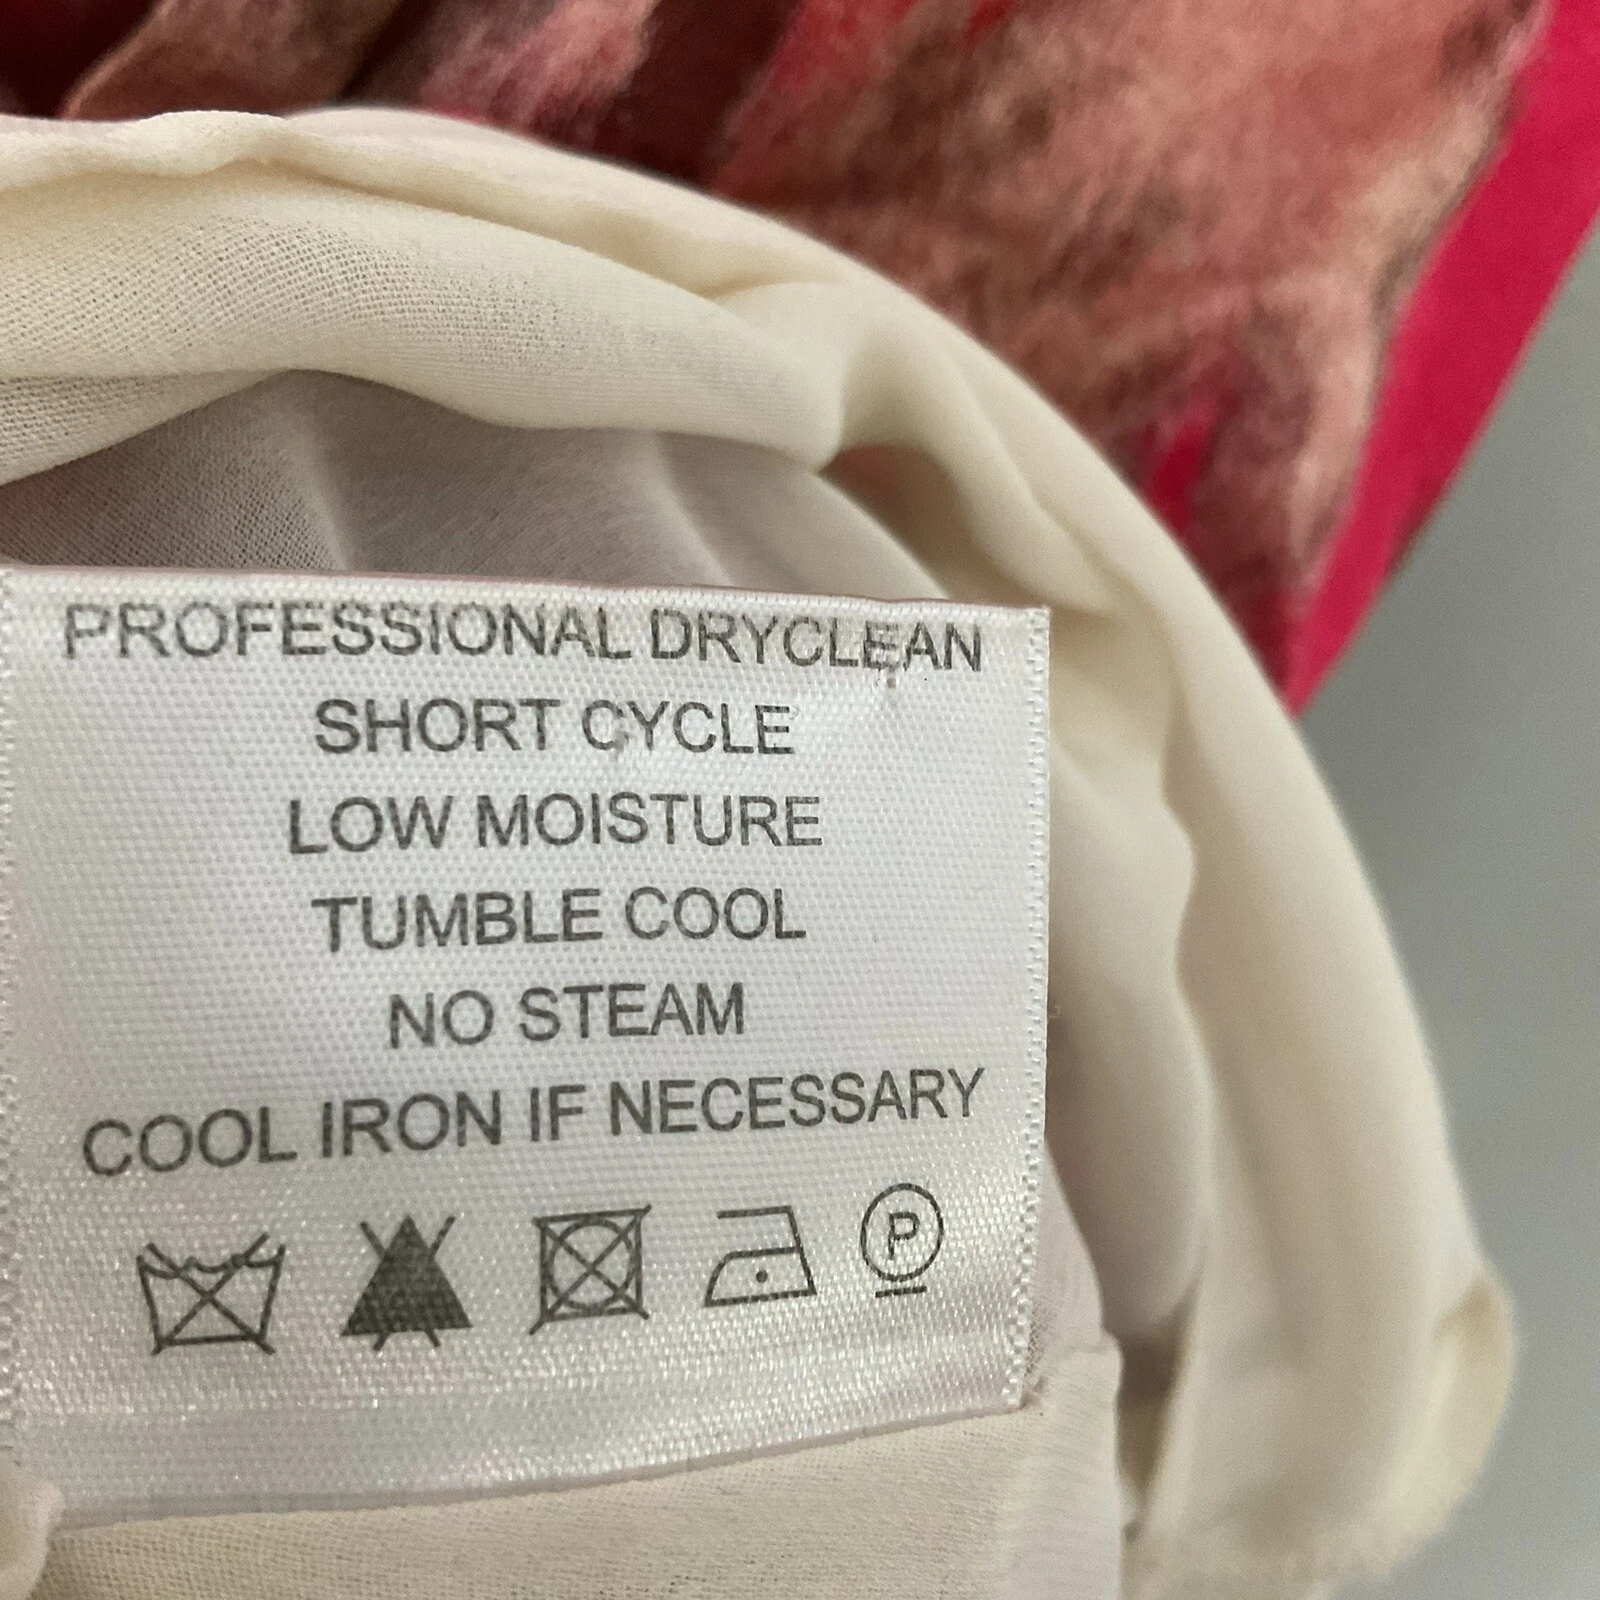 PROFESSIONAL DRYCLEAN
SHORT CYCLE
LOW MOISTURE
TUMBLE COOL
NO STEAM
COOL IRON IF NECESSARY
P